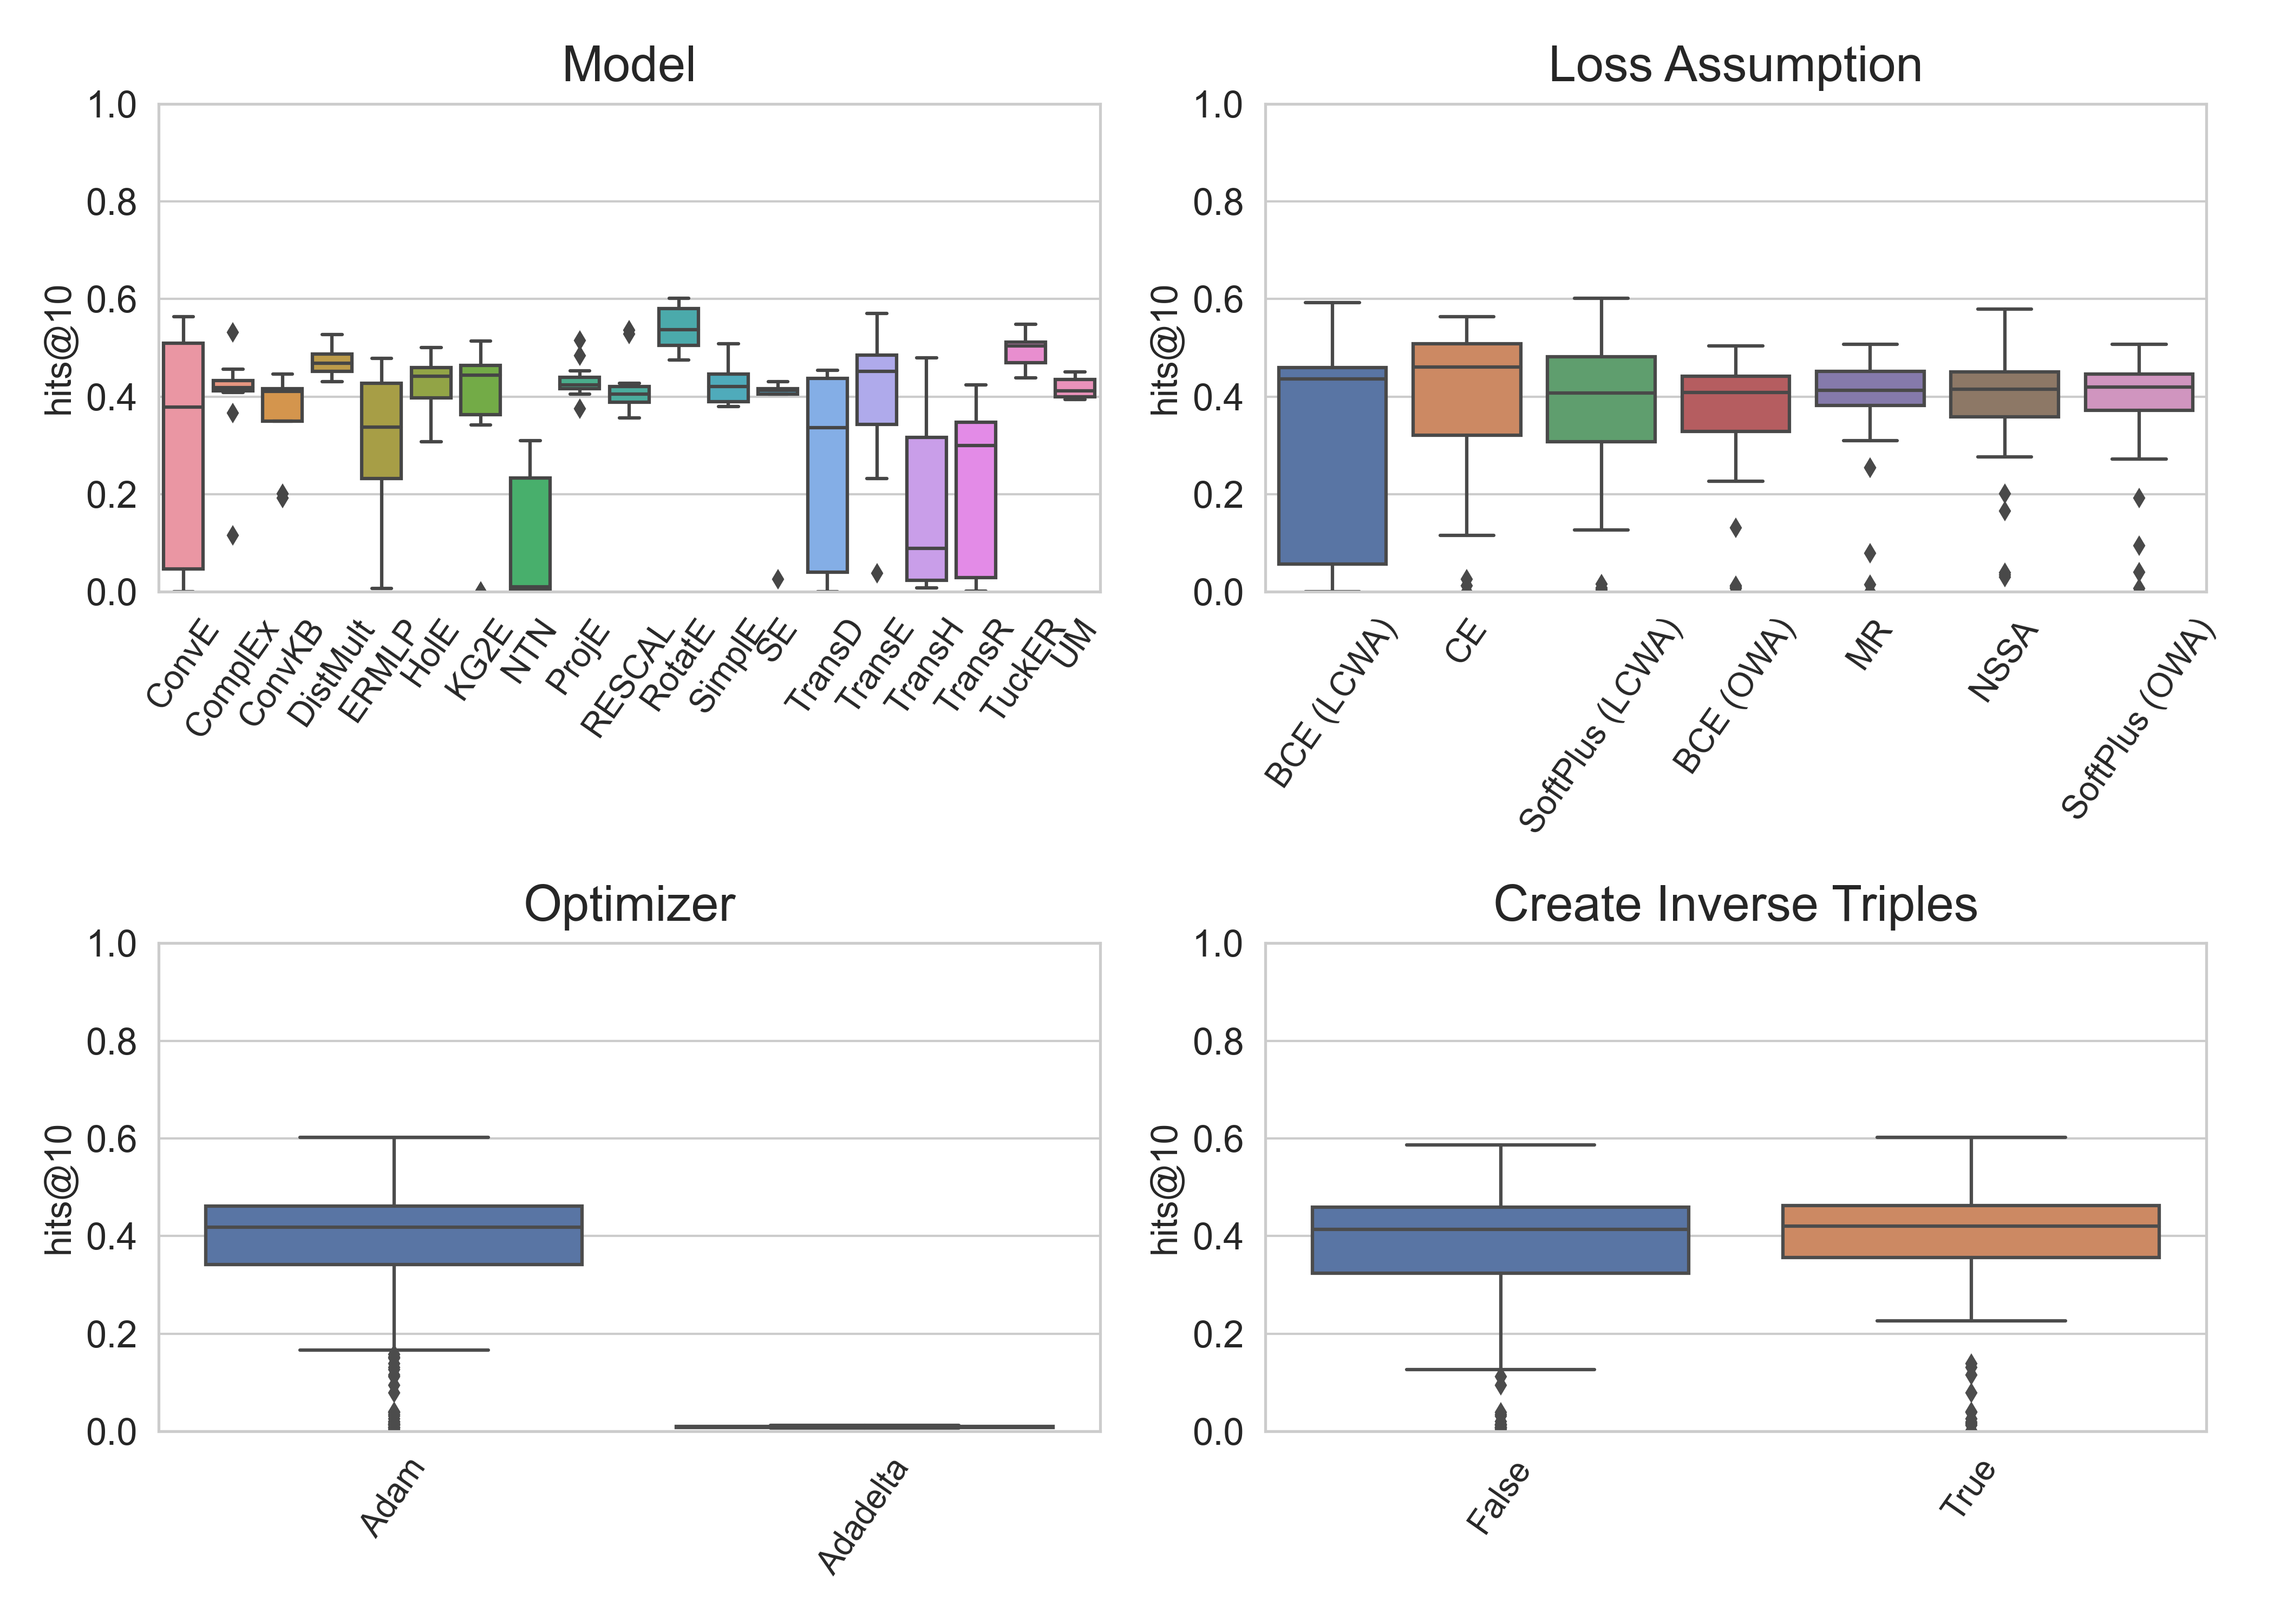 Model
1.0
0.8
0.6
0.4
0.2
0.0
hits@10
ConvE
ComplEx
ConvKB
DistMult
ERMLP
HolE
KG2E
NTN
ProjE
RESCAL
RotatE
SimplE
SE
TransD
TransE
TransH
TransR
TuckER
UM
Loss Assumption
1.0
0.8
0.6
0.4
0.2
0.0
hits@10
BCE (LCWA)
CE
SoftPlus (LCWA)
BCE (OWA)
MR
NSSA
SoftPlus (OWA)
Optimizer
1.0
0.8
0.6
0.4
0.2
0.0
hits@10
Adam
Adadelta
Create Inverse Triples
1.0
0.8
0.6
0.4
0.2
0.0
hits@10
False
True